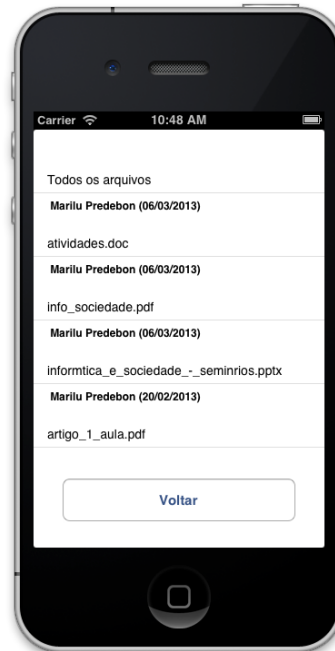 Carrier 10:48 AM
Todos os arquivos
Marilu Predebon (06/03/2013)
atividades.doc
Marilu Predebon (06/03/2013)
info_sociedade.pdf
Marilu Predebon (06/03/2013)
informtica_e_sociedade_-_seminrios.pptx
Marilu Predebon (20/02/2013)
artigo_1_aula.pdf
Voltar